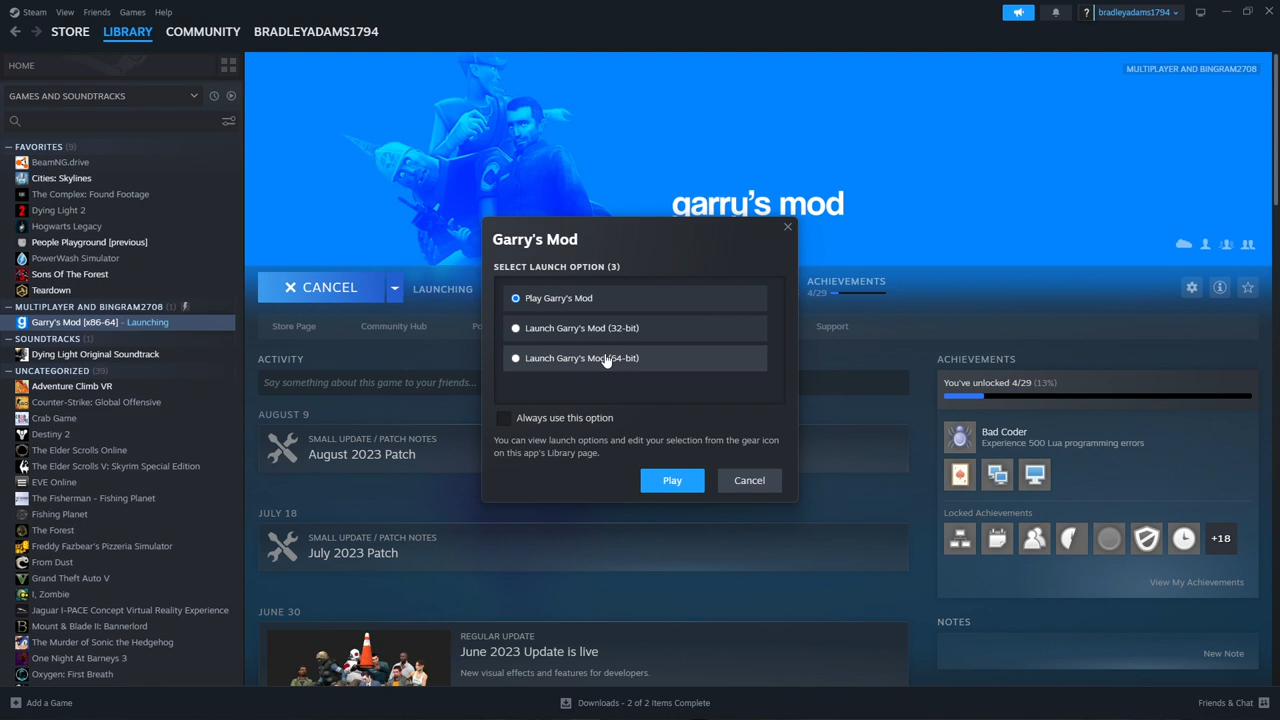 Steam View Friends Games Help
? bradleyadams1794
STORE LIBRARY COMMUNITY BRADLEYADAMS1794
HOME
GAMES AND SOUNDTRACKS
— FAVORITES (9)
BeamNG.drive
Cities: Skylines
The Complex: Found Footage
Dying Light 2
Hogwarts Legacy
People Playground [previous]
PowerWash Simulator
Sons Of The Forest
Teardown
— MULTIPLAYER AND BINGRAM2708 (1)
Garry's Mod [x86-64] - Launching
— SOUNDTRACKS (1)
Dying Light Original Soundtrack
— UNCATEGORIZED (39)
Adventure Climb VR
Counter-Strike: Global Offensive
Crab Game
Destiny 2
The Elder Scrolls Online
The Elder Scrolls V: Skyrim Special Edition
EVE Online
The Fisherman - Fishing Planet
Fishing Planet
The Forest
Freddy Fazbear's Pizzeria Simulator
From Dust
Grand Theft Auto V
I, Zombie
Jaguar I-PACE Concept Virtual Reality Experience
Mount & Blade II: Bannerlord
The Murder of Sonic the Hedgehog
One Night At Barneys 3
Oxygen: First Breath
MULTIPLAYER AND BINGRAM2708
garry's mod
CANCEL
LAUNCHING
ACHIEVEMENTS
4/29
Store Page Community Hub Po Support
Garry's Mod
SELECT LAUNCH OPTION (3)
Play Garry's Mod
Launch Garry's Mod (32-bit)
Launch Garry's Mod (64-bit)
Always use this option
You can view launch options and edit your selection from the gear icon
on this app's Library page.
Play Cancel
ACTIVITY
Say something about this game to your friends...
AUGUST 9
SMALL UPDATE / PATCH NOTES
August 2023 Patch
JULY 18
SMALL UPDATE / PATCH NOTES
July 2023 Patch
JUNE 30
REGULAR UPDATE
June 2023 Update is live
New visual effects and features for developers.
ACHIEVEMENTS
You've unlocked 4/29 (13%)
Bad Coder
Experience 500 Lua programming errors
Locked Achievements
+18
View My Achievements
NOTES
New Note
Add a Game
Downloads - 2 of 2 Items Complete
Friends & Chat